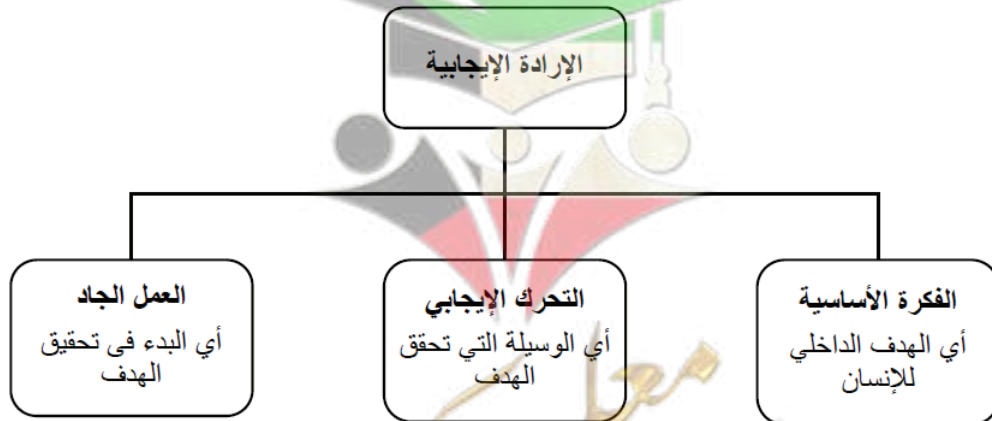 الإرادة الإيجابية
الفكرة الأساسية
أي الهدف الداخلي
للإنسان
التحرك الإيجابي
أي الوسيلة التي تحقق
الهدف
العمل الجاد
أي البدء فى تحقيق
الهدف
معا